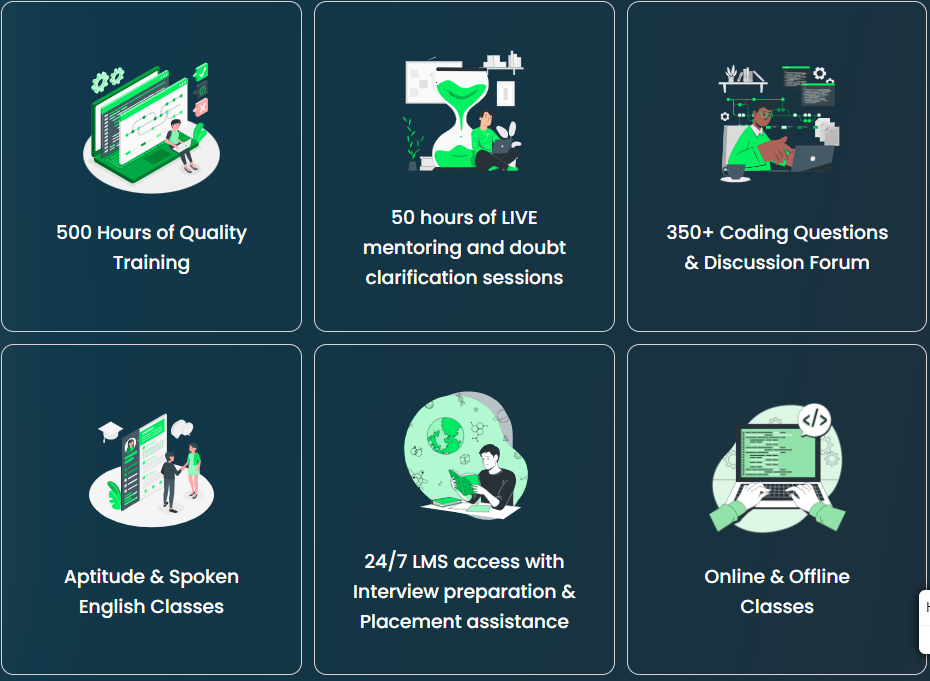 500 Hours of Quality
Training
50 hours of LIVE
mentoring and doubt
clarification sessions
350+ Coding Questions
& Discussion Forum
Aptitude & Spoken
English Classes
24/7 LMS access with
Interview preparation &
Placement assistance
</>
Online & Offline
Classes